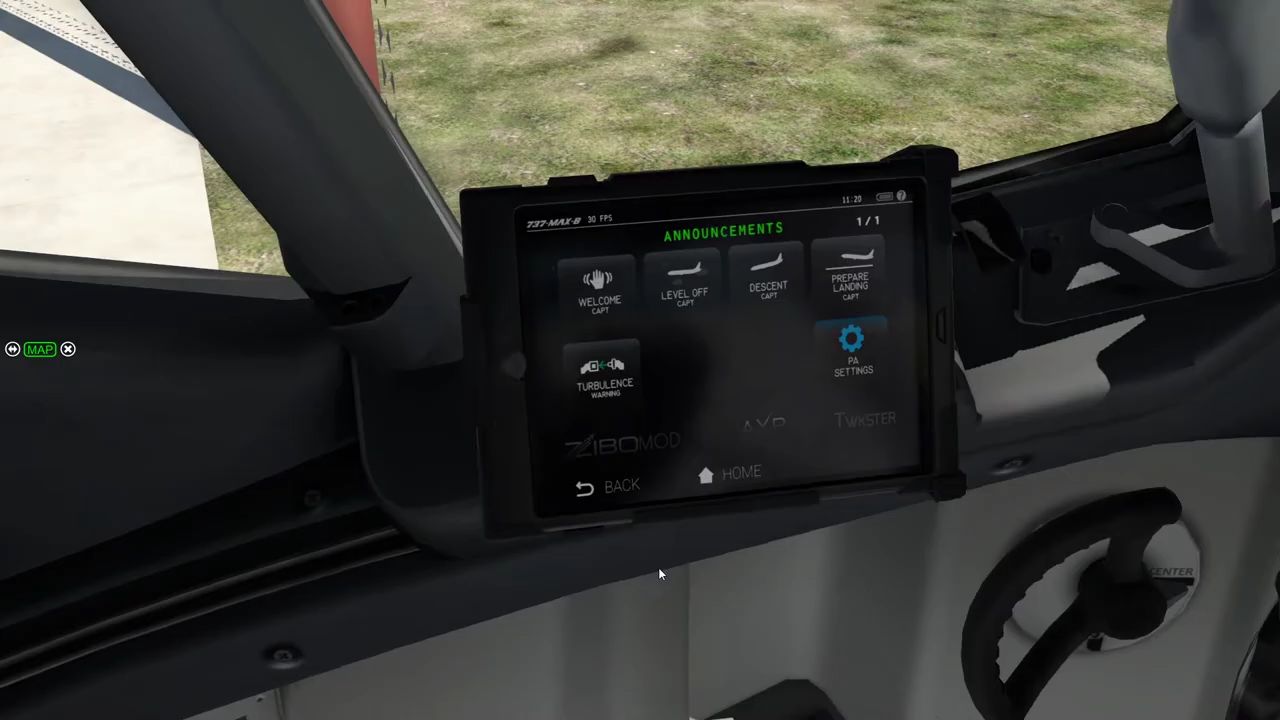 737-MAX-8 30 FPS 11:20 ?
ANNOUNCEMENTS 1/1
WELCOME
CAPT
LEVEL OFF
CAPT
DESCENT
CAPT
PREPARE
LANDING
CAPT
MAP
TURBULENCE
WARNING
PA
SETTINGS
ZIBOMOD AXP TWKSTER
BACK HOME
CENTER